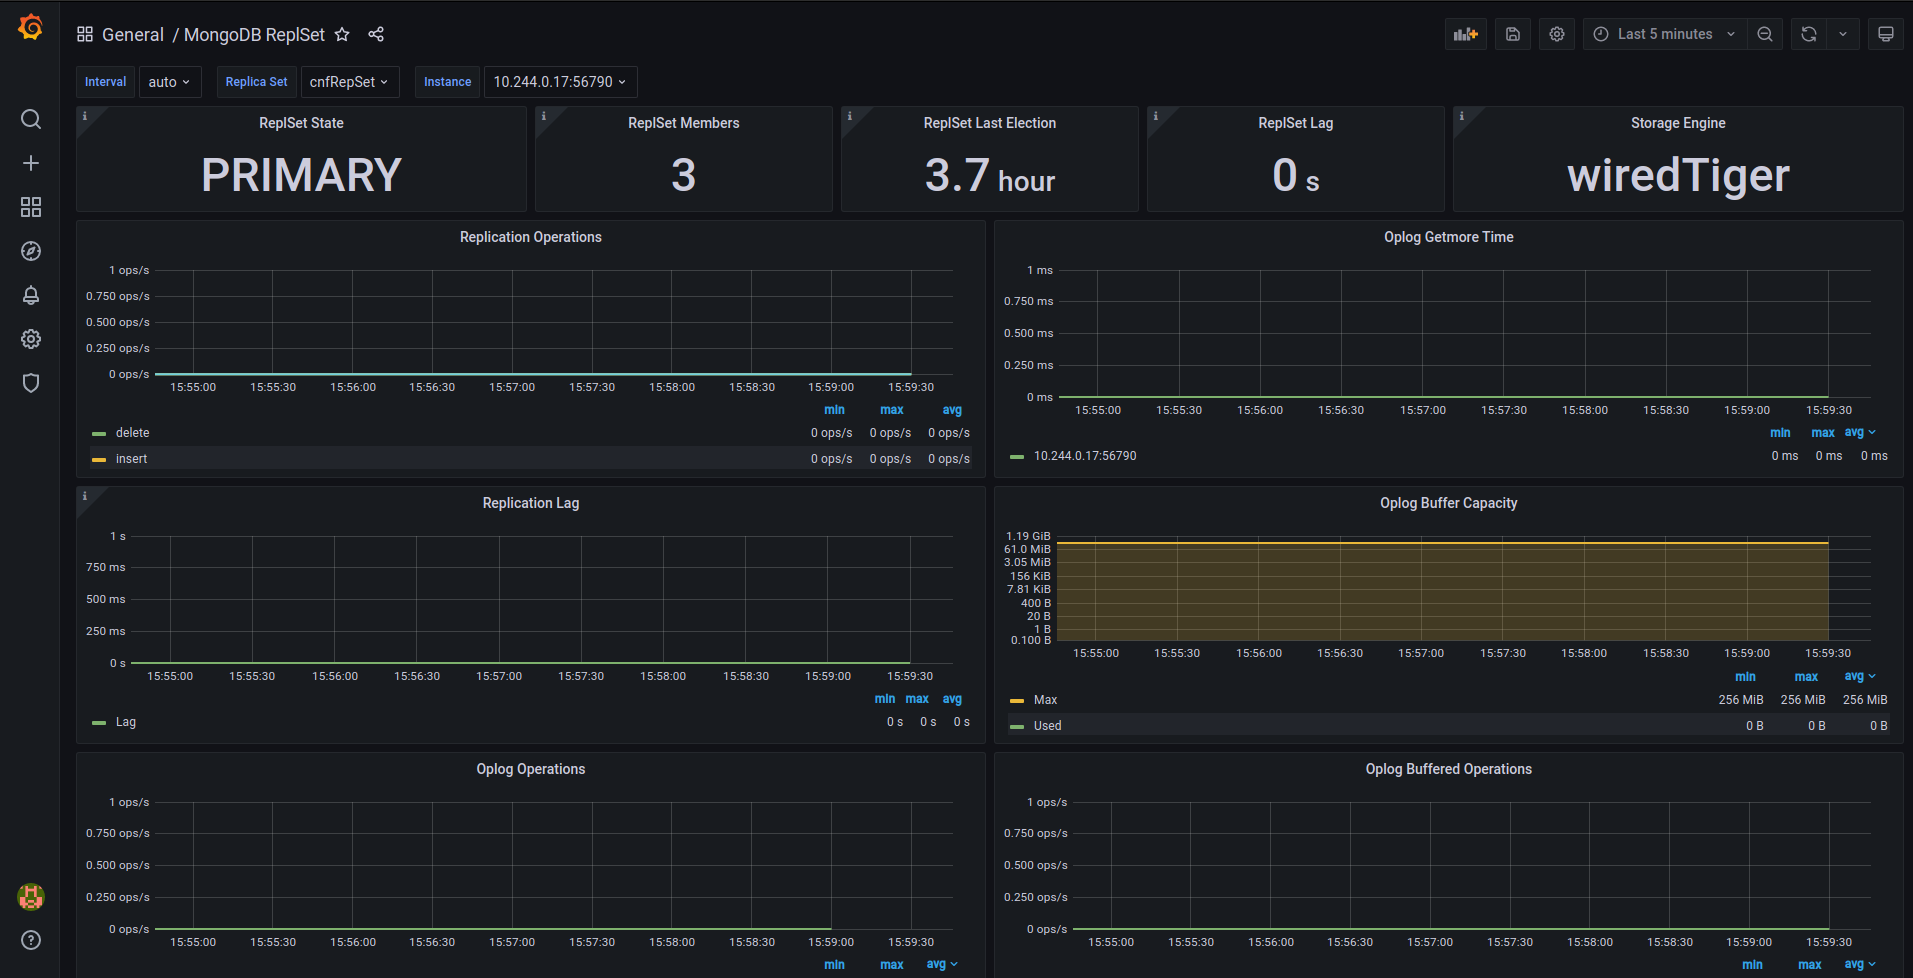 General / MongoDB ReplSet
Last 5 minutes
Interval auto Replica Set cnfRepSet Instance 10.244.0.17:56790
ReplSet State
PRIMARY
ReplSet Members
3
ReplSet Last Election
3.7 hour
ReplSet Lag
0 s
Storage Engine
wiredTiger
Replication Operations
1 ops/s
0.750 ops/s
0.500 ops/s
0.250 ops/s
0 ops/s
15:55:00 15:55:30 15:56:00 15:56:30 15:57:00 15:57:30 15:58:00 15:58:30 15:59:00 15:59:30
min max avg
delete 0 ops/s 0 ops/s 0 ops/s
insert 0 ops/s 0 ops/s 0 ops/s
Oplog Getmore Time
1 ms
0.750 ms
0.500 ms
0.250 ms
0 ms
15:55:00 15:55:30 15:56:00 15:56:30 15:57:00 15:57:30 15:58:00 15:58:30 15:59:00 15:59:30
min max avg
10.244.0.17:56790 0 ms 0 ms 0 ms
Replication Lag
1 s
750 ms
500 ms
250 ms
0 s
15:55:00 15:55:30 15:56:00 15:56:30 15:57:00 15:57:30 15:58:00 15:58:30 15:59:00 15:59:30
min max avg
Lag 0 s 0 s 0 s
Oplog Buffer Capacity
1.19 GiB
61.0 MiB
3.05 MiB
156 KiB
7.81 KiB
400 B
20 B
1 B
0.100 B
15:55:00 15:55:30 15:56:00 15:56:30 15:57:00 15:57:30 15:58:00 15:58:30 15:59:00 15:59:30
min max avg
Max 256 MiB 256 MiB 256 MiB
Used 0 B 0 B 0 B
Oplog Operations
1 ops/s
0.750 ops/s
0.500 ops/s
0.250 ops/s
0 ops/s
15:55:00 15:55:30 15:56:00 15:56:30 15:57:00 15:57:30 15:58:00 15:58:30 15:59:00 15:59:30
min max avg
Oplog Buffered Operations
1 ops/s
0.750 ops/s
0.500 ops/s
0.250 ops/s
0 ops/s
15:55:00 15:55:30 15:56:00 15:56:30 15:57:00 15:57:30 15:58:00 15:58:30 15:59:00 15:59:30
min max avg